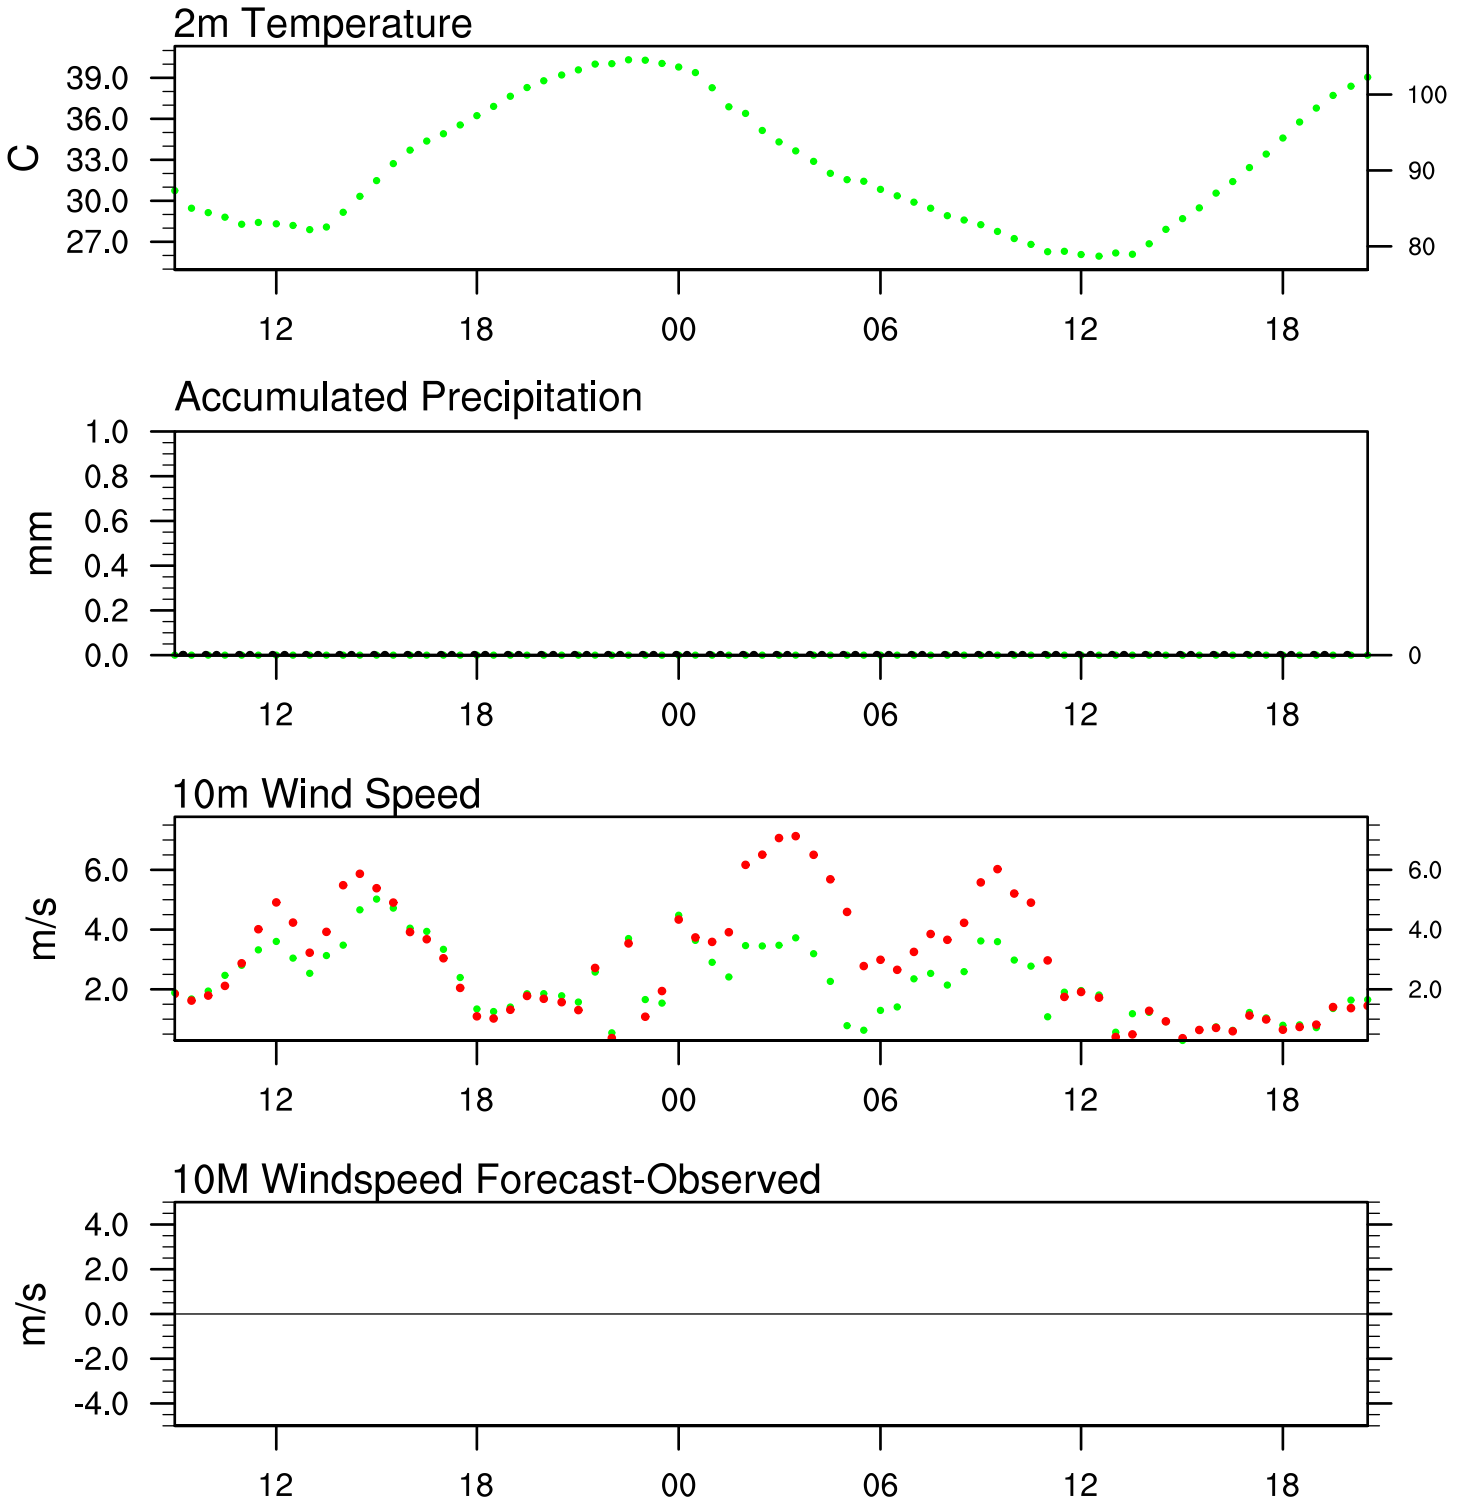 2m Temperature
39.0
36.0
33.0
30.0
27.0
C
100
90
80
12 18 00 06 12 18
Accumulated Precipitation
1.0
0.8
0.6
0.4
0.2
0.0
mm
0
12 18 00 06 12 18
10m Wind Speed
6.0
4.0
2.0
m/s
6.0
4.0
2.0
12 18 00 06 12 18
10M Windspeed Forecast-Observed
4.0
2.0
0.0
-2.0
-4.0
m/s
12 18 00 06 12 18